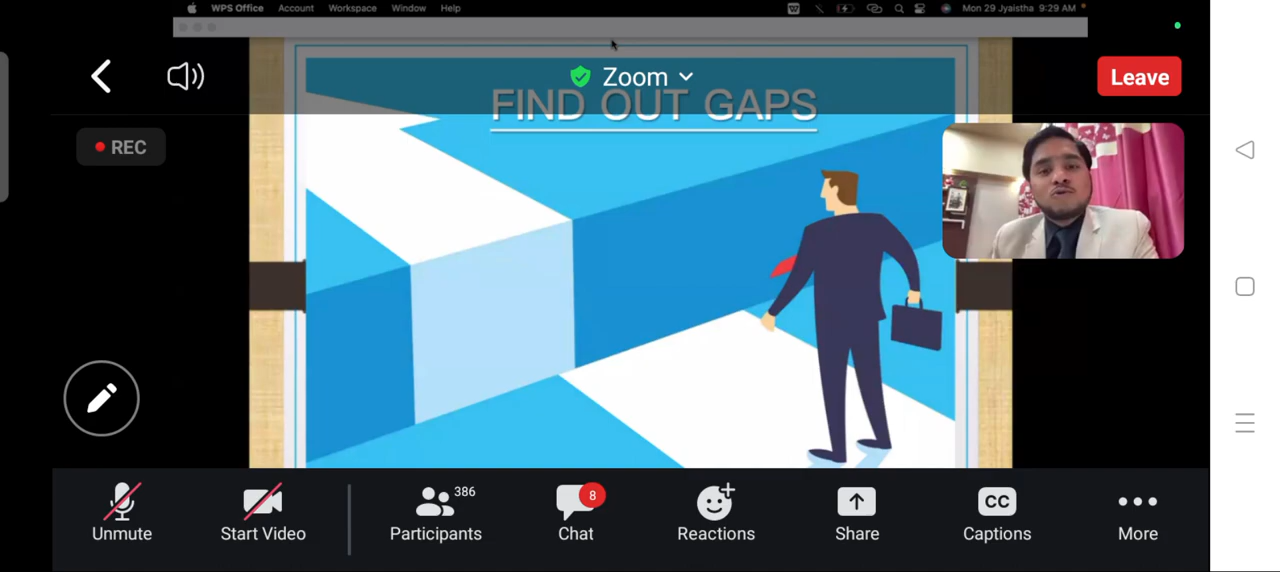 WPS Office Account Workspace Window Help Mon 29 Jyaistha 9:29 AM
Zoom
Leave
FIND OUT GAPS
REC
386
8
CC
Unmute Start Video Participants Chat Reactions Share Captions More